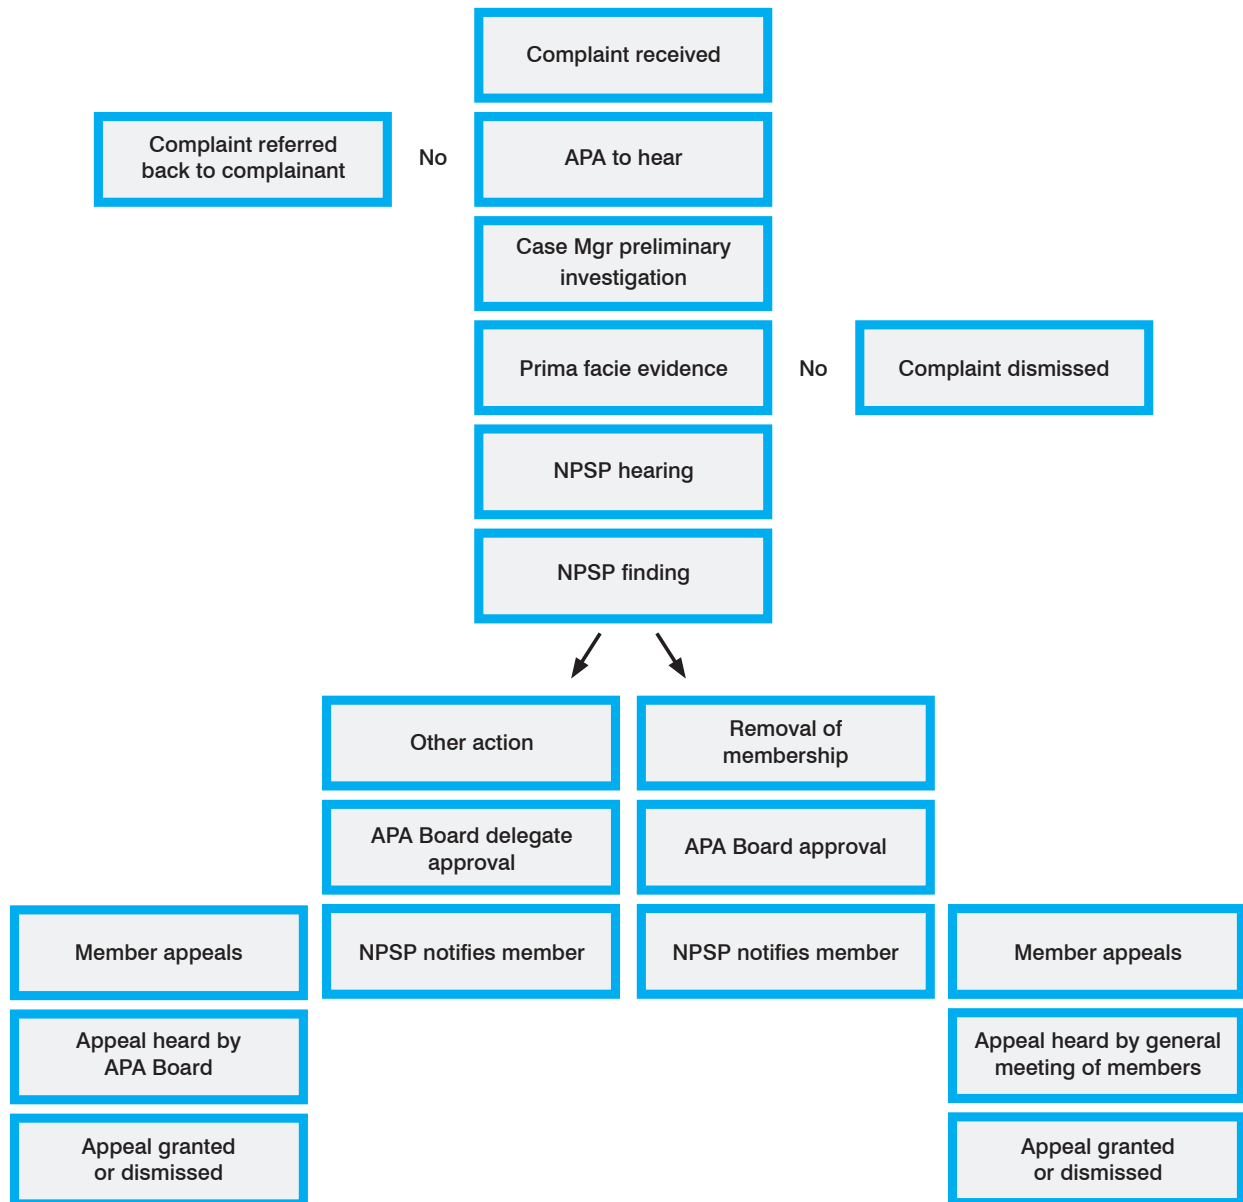 Complaint received
Complaint referred
back to complainant
No
APA to hear
Case Mgr preliminary
investigation
Prima facie evidence
No
Complaint dismissed
NPSP hearing
NPSP finding
Other action
Removal of
membership
APA Board delegate
approval
APA Board approval
Member appeals
NPSP notifies member
NPSP notifies member
Member appeals
Appeal heard by
APA Board
Appeal heard by general
meeting of members
Appeal granted
or dismissed
Appeal granted
or dismissed